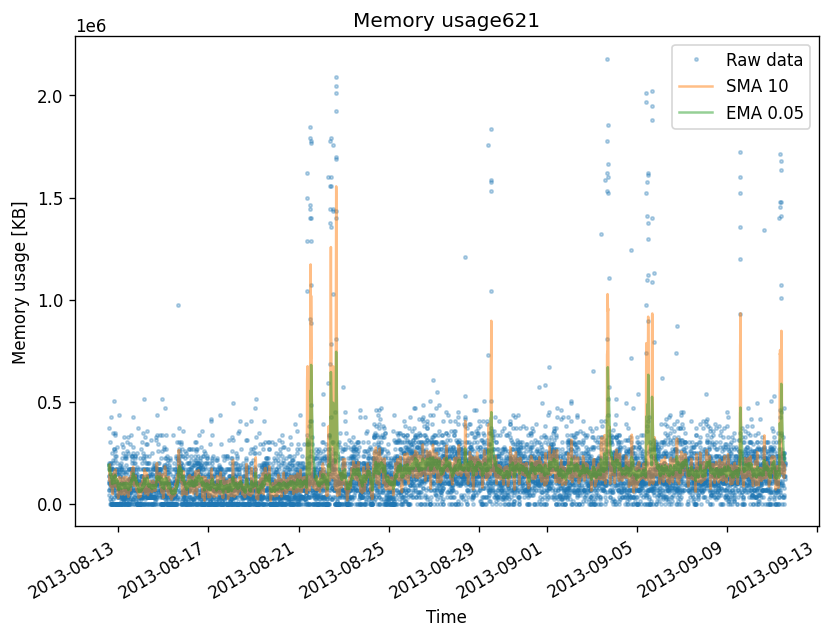 Memory usage621
1e6
Raw data
SMA 10
EMA 0.05
2.0
1.5
1.0
0.5
0.0
Memory usage [KB]
2013-08-13
2013-08-17
2013-08-21
2013-08-25
2013-08-29
2013-09-01
2013-09-05
2013-09-09
2013-09-13
Time